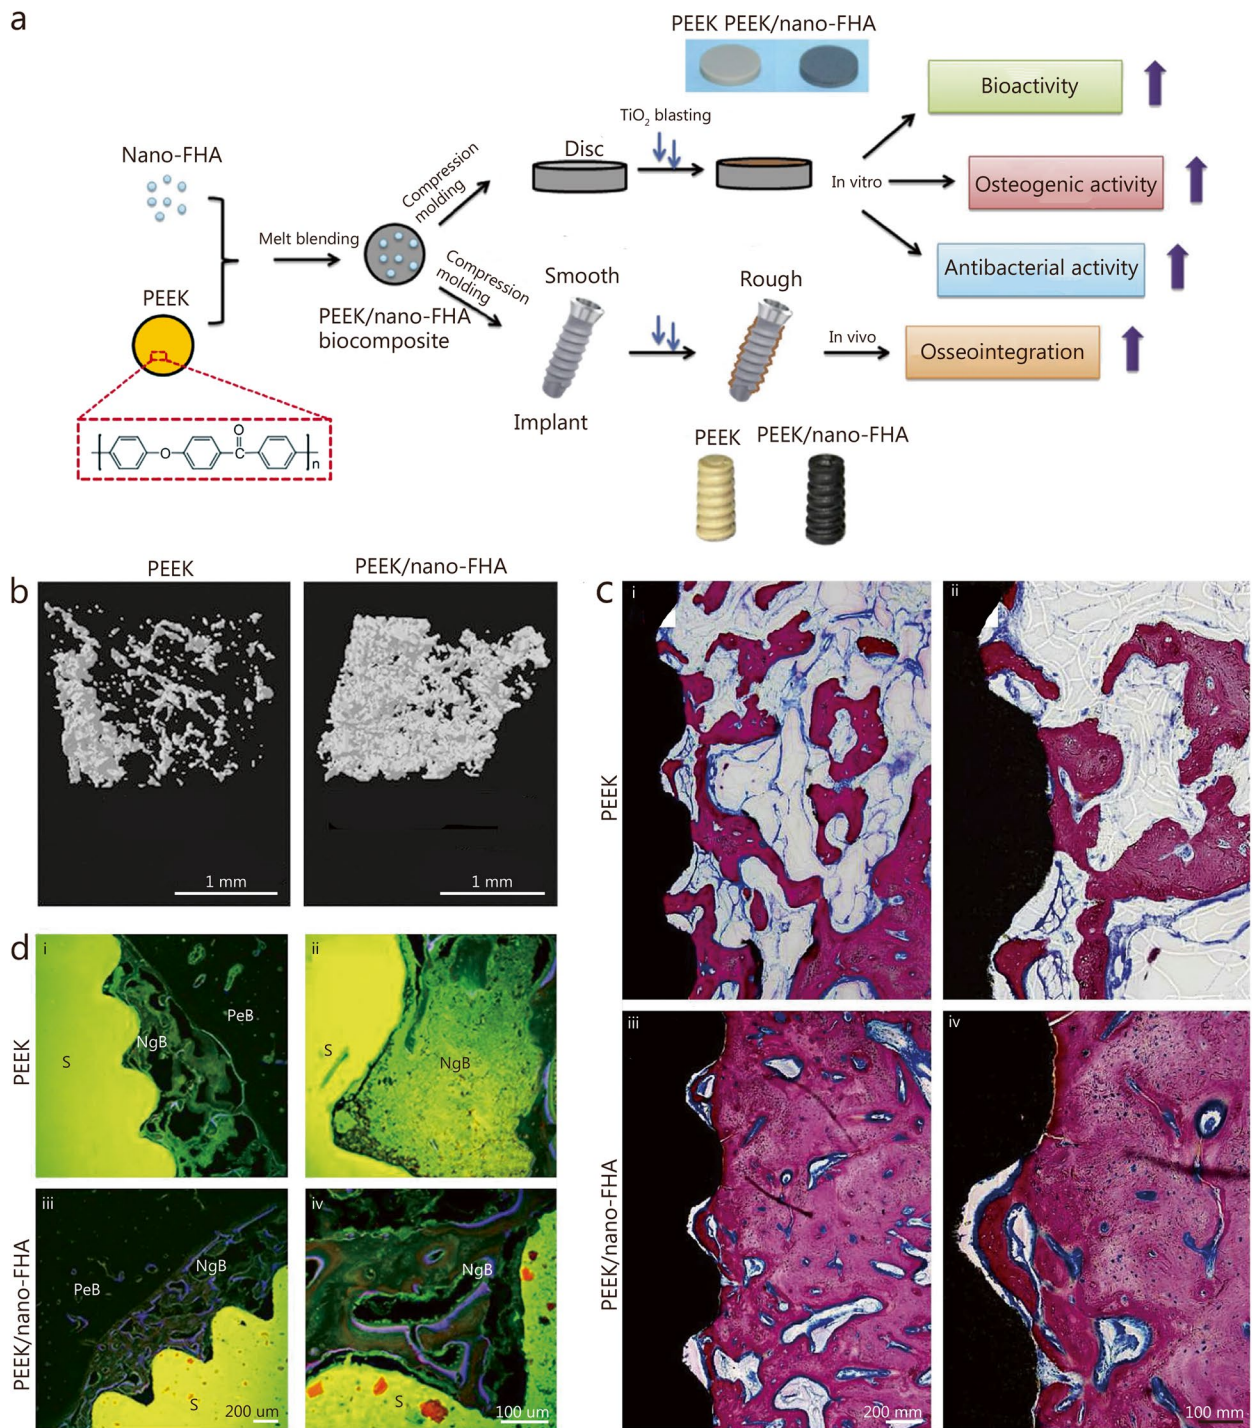 a
PEEK PEEK/nano-FHA
Bioactivity
TiO2 blasting
Nano-FHA
Compression
molding
Disc
In vitro
Osteogenic activity
Melt blending
Antibacterial activity
PEEK
PEEK/nano-FHA
biocomposite
Compression
molding
Smooth
Rough
In vivo
Osseointegration
Implant
O
O
C
n
PEEK
PEEK/nano-FHA
b
PEEK
PEEK/nano-FHA
1 mm
1 mm
c
PEEK
i
ii
PEEK/nano-FHA
iii
iv
200 mm
100 mm
d
PEEK
i
S
NgB
PeB
ii
S
NgB
PEEK/nano-FHA
iii
PeB
NgB
S
200 um
iv
NgB
S
100 um